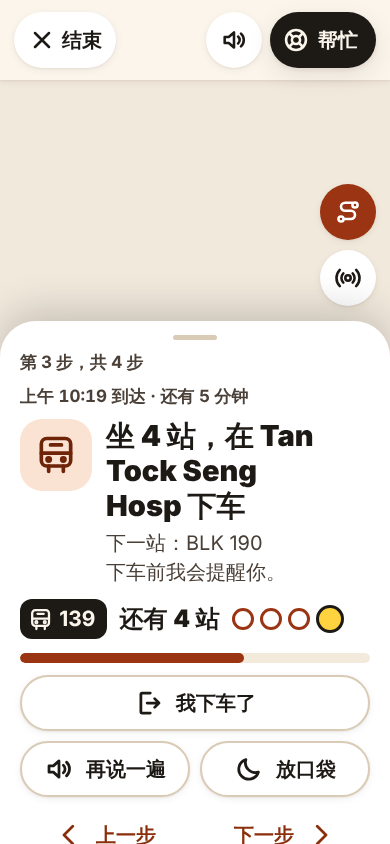 结束
帮忙
第 3 步，共 4 步
上午 10:19 到达 · 还有 5 分钟
坐 4 站，在 Tan
Tock Seng
Hosp 下车
下一站：BLK 190
下车前我会提醒你。
139 还有 4 站
我下车了
再说一遍 放口袋
上一步 下一步